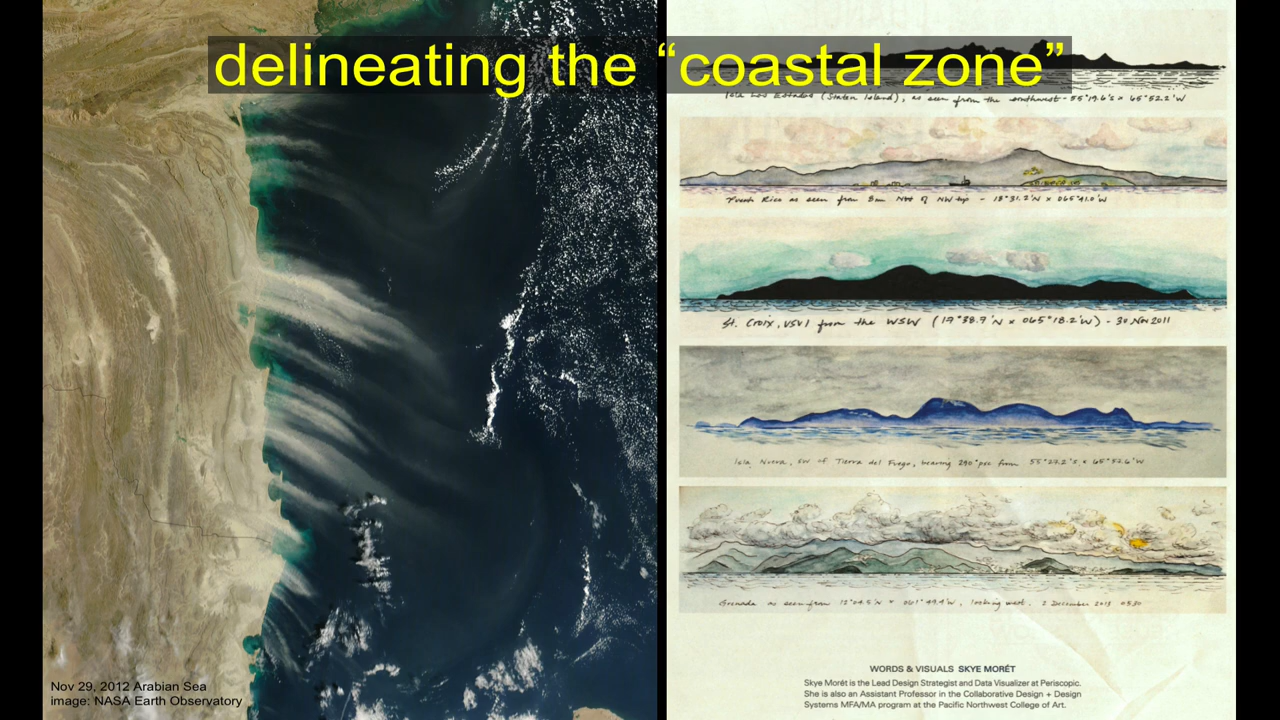 delineating the “coastal zone”
Isla Los Estados (Staten Island), as seen from the southwest - 55°19.6's x 65°52.2'W
Puerto Rico as seen from 8nm NW of NW tip - 18°31.2'N x 065°41.0'W
St. Croix, USVI from the WSW (17°38.7'N x 065°18.2'W) - 30 Nov 2011
Isla Nueva, SW of Tierra del Fuego, bearing 290°psc from 55°27.2's x 65°52.6'W
Grenada as seen from 12°04.5'N x 061°49.4'W, looking west, 2 December 2013 0530
Nov 29, 2012 Arabian Sea
image: NASA Earth Observatory
WORDS & VISUALS SKYE MORÉT
Skye Morét is the Lead Design Strategist and Data Visualizer at Periscopic.
She is also an Assistant Professor in the Collaborative Design + Design
Systems MFA/MA program at the Pacific Northwest College of Art.